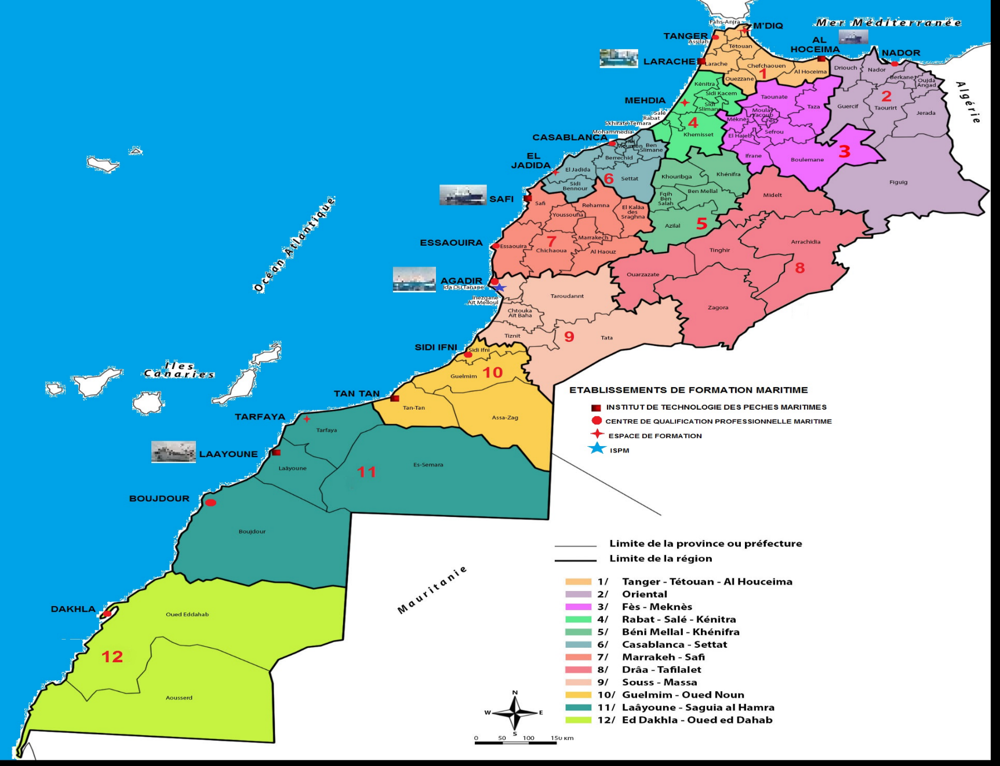 Fahs-Anjra
M'DIQ
Mer Méditerranée
TANGER
Assilah
Tétouan
AL
HOCEIMA
NADOR
LARACHE
Larache
Chefchaouen
1
Al Hoceima
Driouch
Nador
Ouezzane
Berkane
Oujda
Angad
Algérie
Kénitra
Sidi Kacem
Taounate
2
MEHDIA
Sidi
Slimane
Moulay
Yacoub
Taza
Guercif
Taourirt
Jerada
Salé
Rabat
Skhirate-Temara
4
Méknès
Fès
Mohammedia
Khemisset
El Hajeb
Sefrou
CASABLANCA
Sidi
Moumen
Ben
Slimane
3
EL
JADIDA
Berrechid
Ifrane
Boulemane
El Jadida
6
Settat
Khouribga
Khénifra
Sidi
Bennour
Figuig
SAFI
Safi
Rehamna
El Kalâa
des
Sraghna
Fqih
Ben
Salah
Ben Mellal
Midelt
Youssoufia
Azilal
5
Océan Atlantique
ESSAOUIRA
Essaouira
7
Chichaoua
Marrakech
Al Haouz
Tinghir
Arrachidia
8
AGADIR
Ida Ou Tanane
Ouarzazate
Inezgane
Aït Melloul
Taroudannt
Zagora
Chtouka
Aït Baha
Tiznit
9
Tata
SIDI IFNI
Sidi Ifni
Iles
Canaries
Guelmim
10
TAN TAN
Tan-Tan
Assa-Zag
ETABLISSEMENTS DE FORMATION MARITIME
INSTITUT DE TECHNOLOGIE DES PECHES MARITIMES
CENTRE DE QUALIFICATION PROFESSIONNELLE MARITIME
ESPACE DE FORMATION
ISPM
TARFAYA
Tarfaya
LAAYOUNE
Laâyoune
11
Es-Semara
BOUJDOUR
Boujdour
Mauritanie
Limite de la province ou préfecture
Limite de la région
DAKHLA
Oued Eddahab
12
Aousserd
1/ Tanger - Tétouan - Al Houceima
2/ Oriental
3/ Fès - Meknès
4/ Rabat - Salé - Kénitra
5/ Béni Mellal - Khénifra
6/ Casablanca - Settat
7/ Marrakeh - Safi
8/ Drâa - Tafilalet
9/ Souss - Massa
10/ Guelmim - Oued Noun
11/ Laâyoune - Saguia al Hamra
12/ Ed Dakhla - Oued ed Dahab
N
W E
S
0 50 100 150 KM